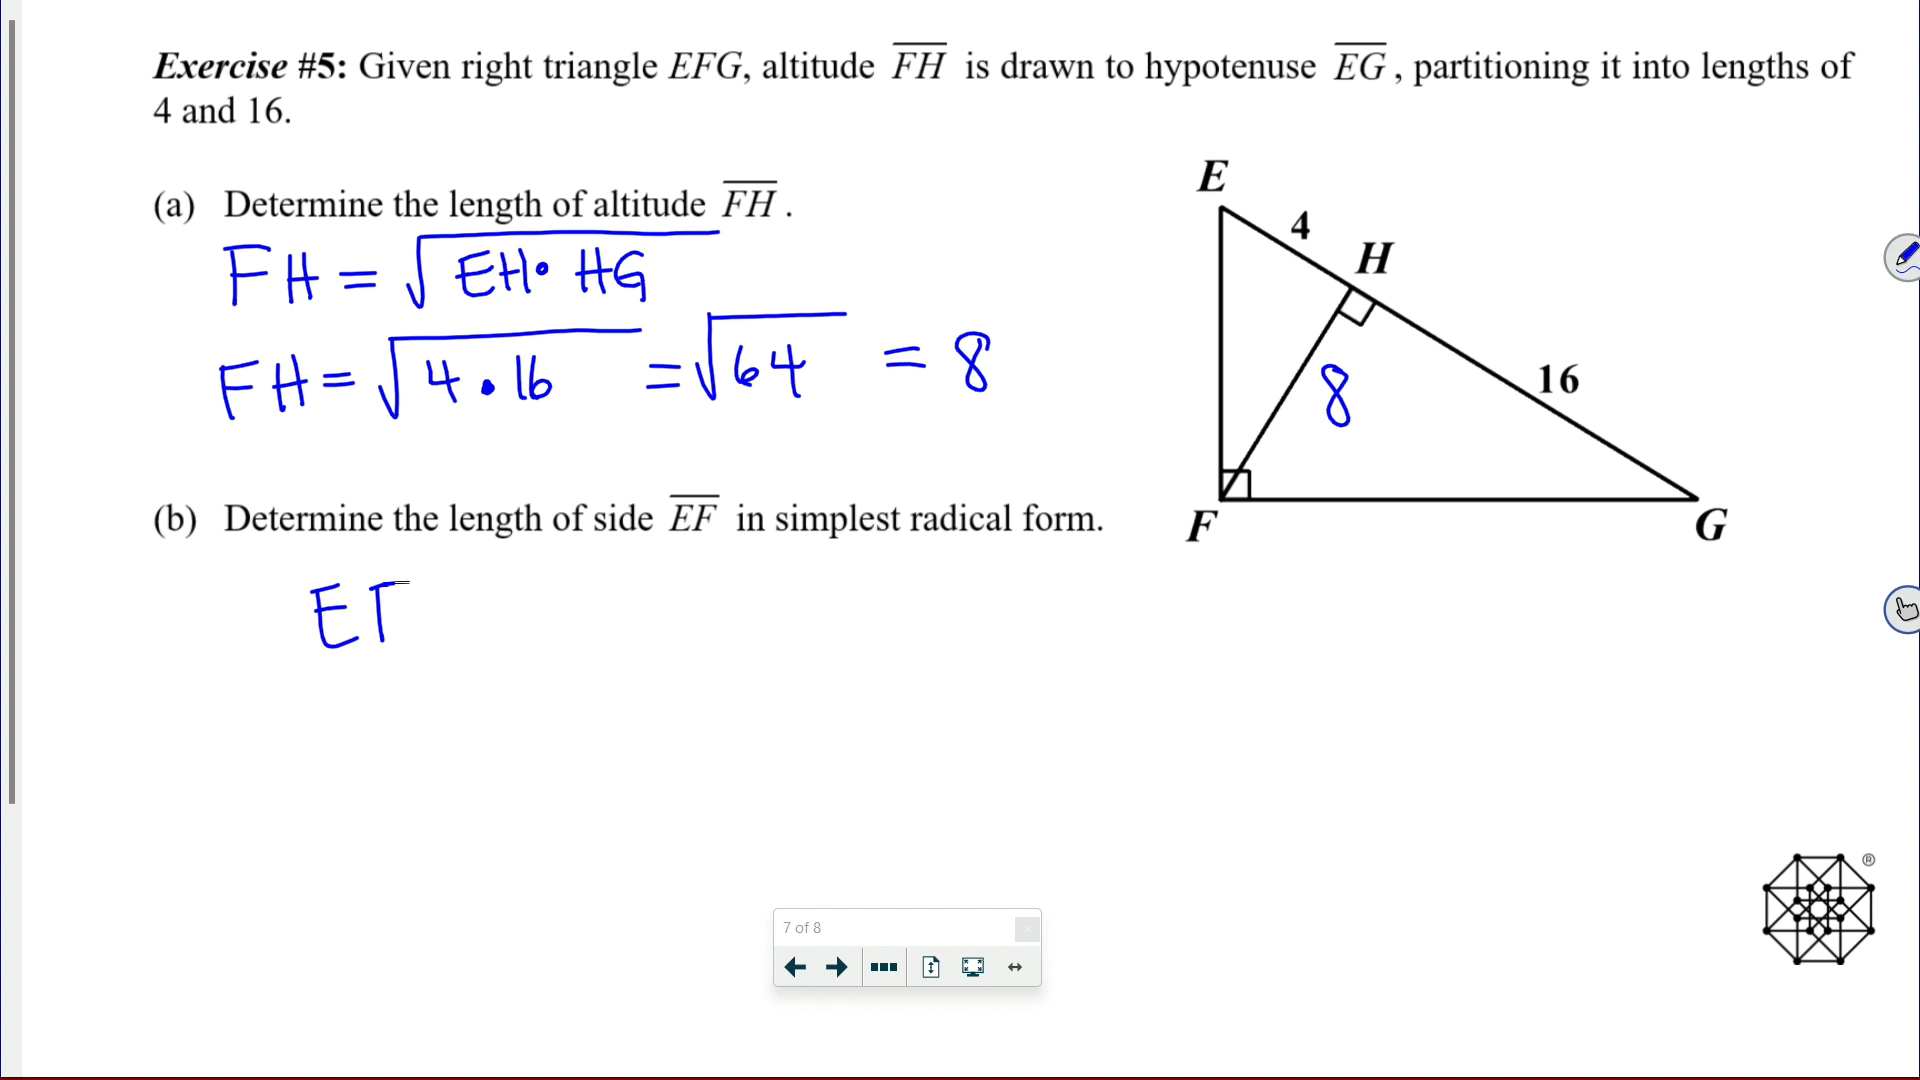 Exercise #5: Given right triangle EFG, altitude FH is drawn to hypotenuse EG, partitioning it into lengths of
4 and 16.
(a) Determine the length of altitude FH.
FH = √EH • HG
FH = √4 • 16 = √64 = 8
E
4
H
16
8
F
G
(b) Determine the length of side EF in simplest radical form.
E
7 of 8
®